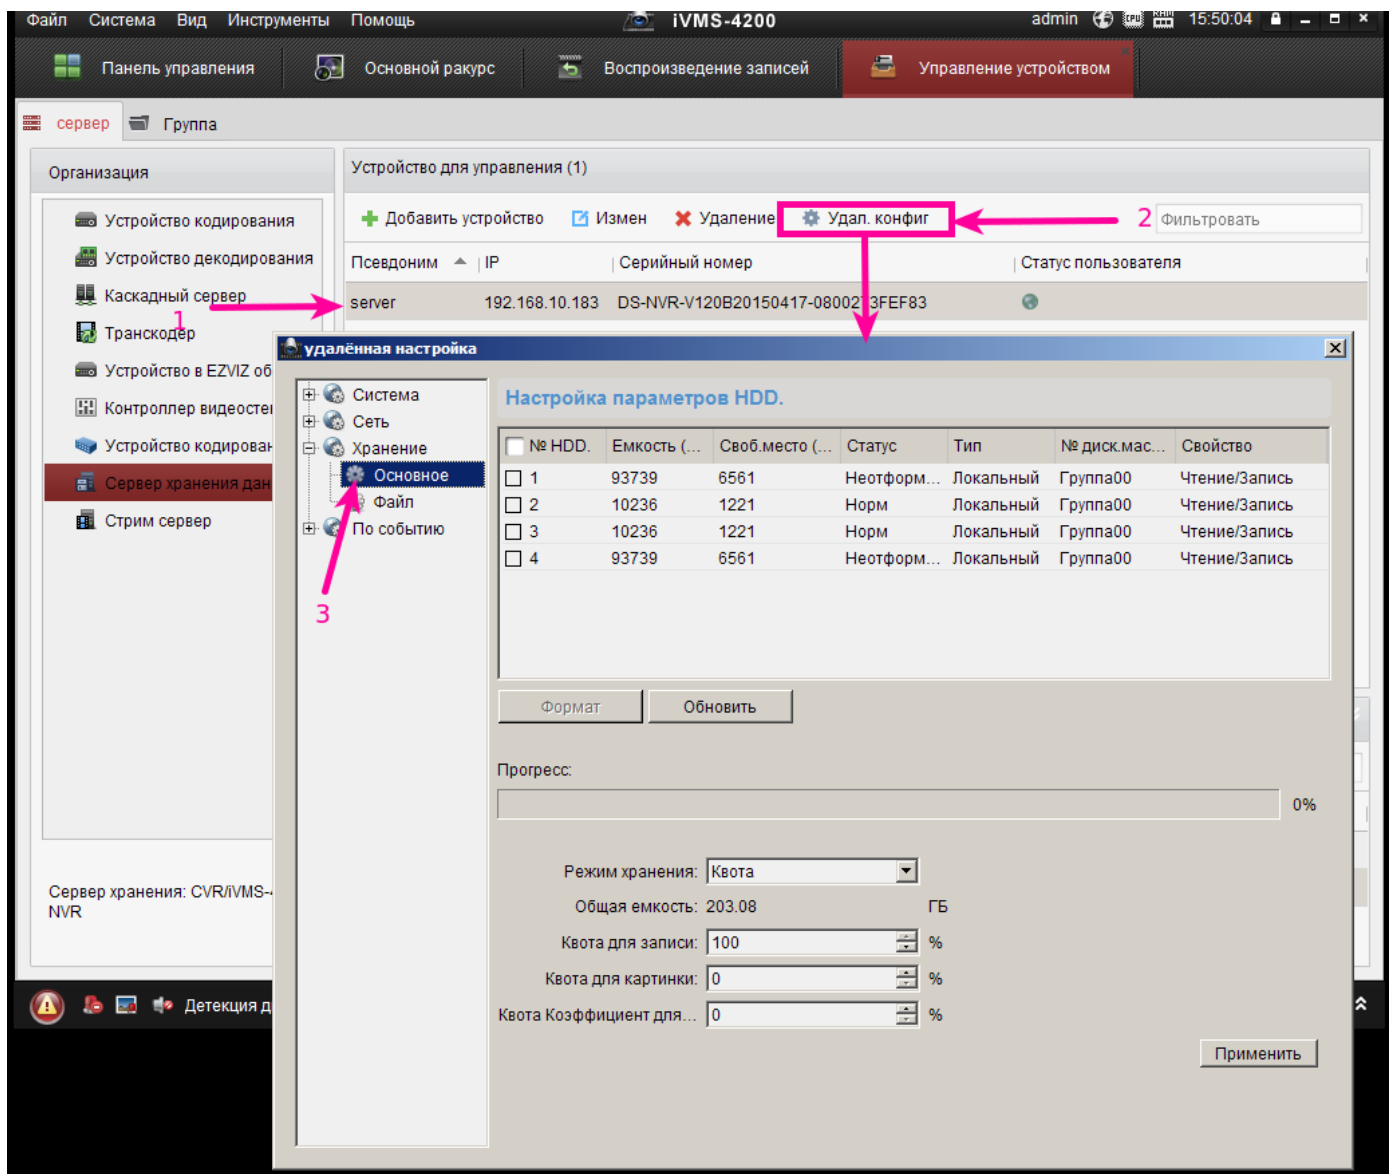 Файл Система Вид Инструменты Помощь iVMS-4200 admin CPU RAM 15:50:04
Панель управления Основной ракурс Воспроизведение записей Управление устройством
сервер Группа
Организация
Устройство кодирования
Устройство декодирования
Каскадный сервер
1
Транскодер
Устройство в EZVIZ об
Контроллер видеостен
Устройство кодирован
Сервер хранения дан
Стрим сервер
Сервер хранения: CVR/iVMS-4
NVR
Устройство для управления (1)
Добавить устройство Измен Удаление Удал. конфиг 2 Фильтровать
Псевдоним IP Серийный номер Статус пользователя
server 192.168.10.183 DS-NVR-V120B20150417-0800273FEF83
удалённая настройка
Система
Сеть
Хранение
Основное
Файл
По событию
3
Настройка параметров HDD.
№ HDD. Емкость (... Своб.место (... Статус Тип № диск.мас... Свойство
1 93739 6561 Неотформ... Локальный Группа00 Чтение/Запись
2 10236 1221 Норм Локальный Группа00 Чтение/Запись
3 10236 1221 Норм Локальный Группа00 Чтение/Запись
4 93739 6561 Неотформ... Локальный Группа00 Чтение/Запись
Формат Обновить
Прогресс:
0%
Режим хранения: Квота
Общая емкость: 203.08 ГБ
Квота для записи: 100 %
Квота для картинки: 0 %
Квота Коэффициент для... 0 %
Применить
Детекция д